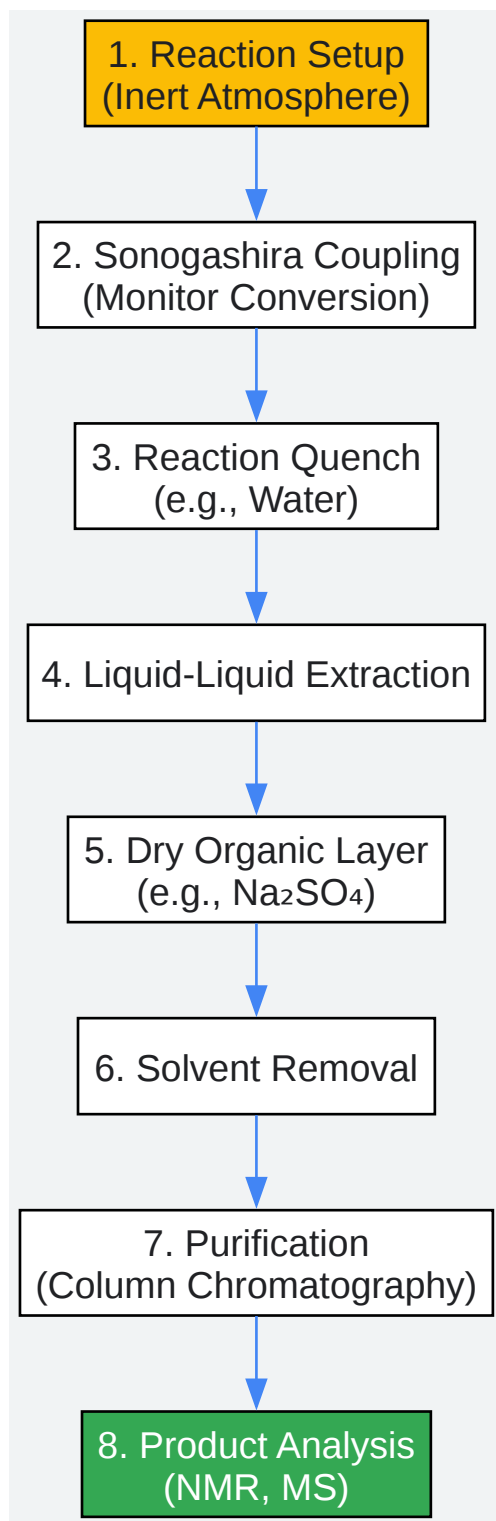 1. Reaction Setup
(Inert Atmosphere)
2. Sonogashira Coupling
(Monitor Conversion)
3. Reaction Quench
(e.g., Water)
4. Liquid-Liquid Extraction
5. Dry Organic Layer
(e.g., Na₂SO₄)
6. Solvent Removal
7. Purification
(Column Chromatography)
8. Product Analysis
(NMR, MS)